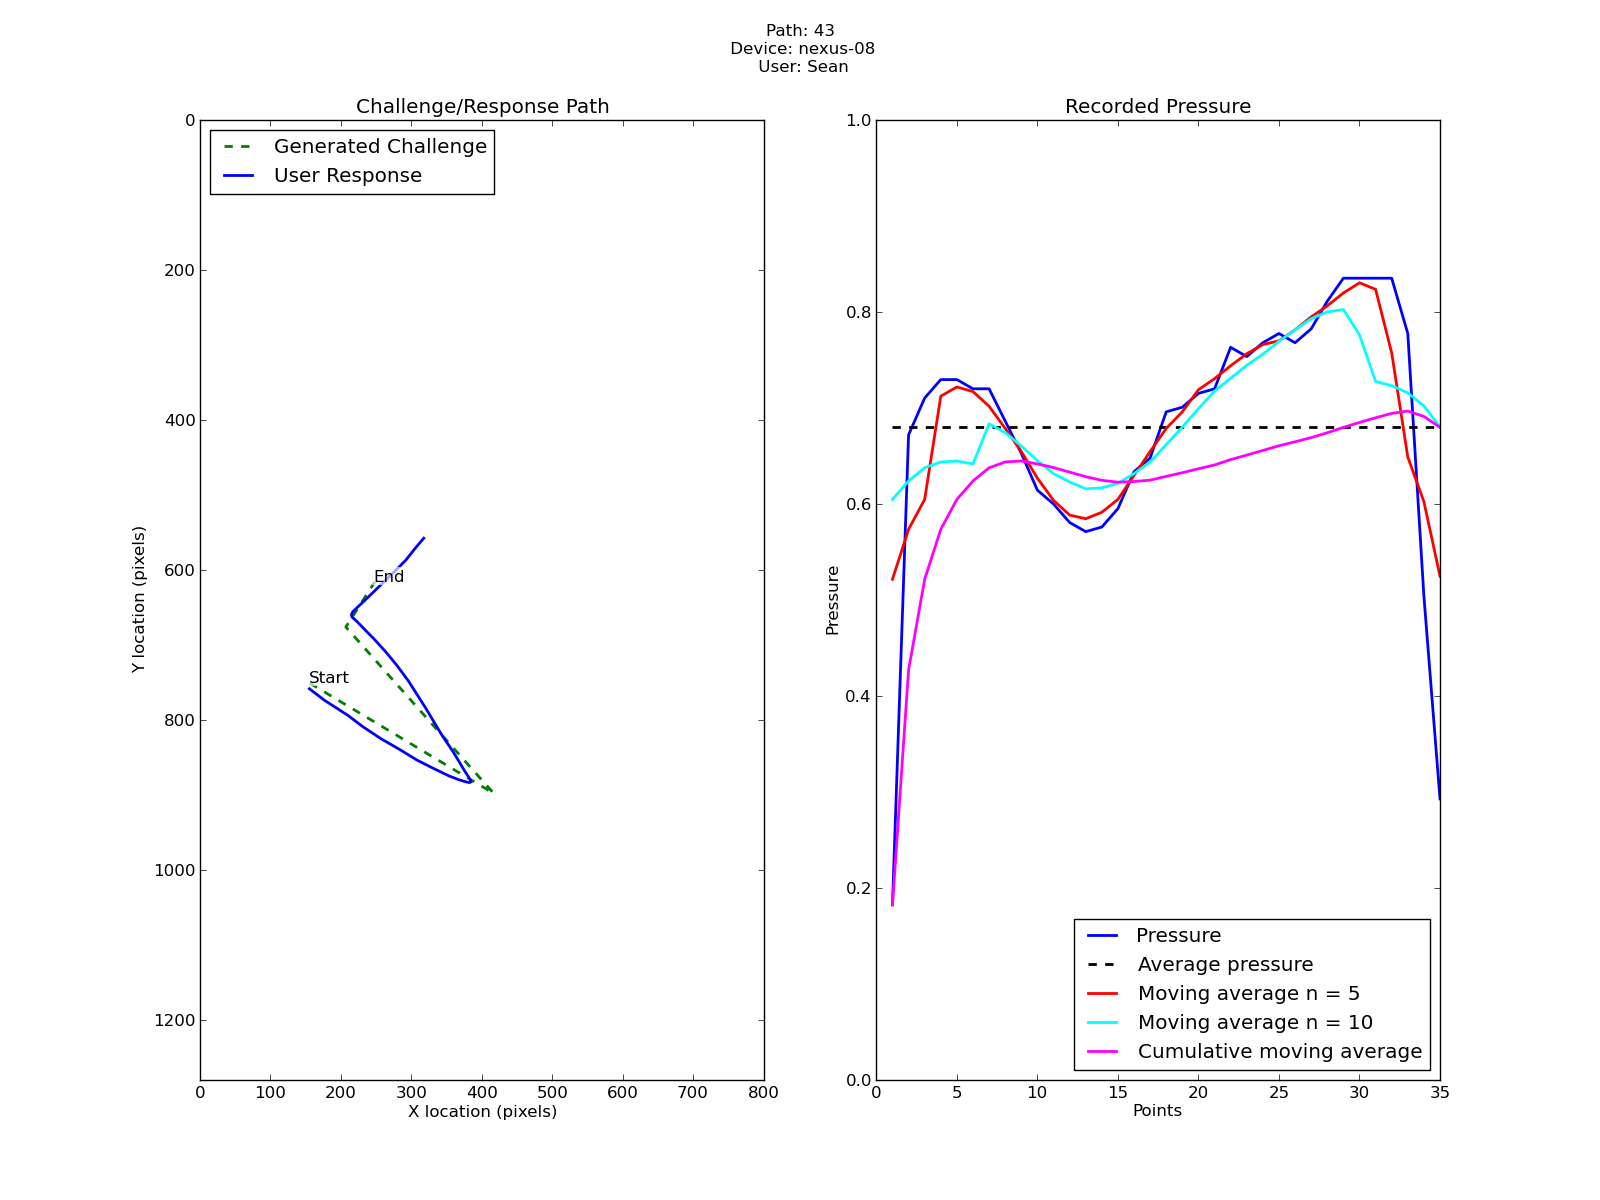 Path: 43
Device: nexus-08
User: Sean
Challenge/Response Path
0
200
400
600
800
1000
1200
Y location (pixels)
Generated Challenge
User Response
End
Start
0 100 200 300 400 500 600 700 800
X location (pixels)
Recorded Pressure
1.0
0.8
0.6
0.4
0.2
0.0
Pressure
Pressure
Average pressure
Moving average n = 5
Moving average n = 10
Cumulative moving average
0 5 10 15 20 25 30 35
Points